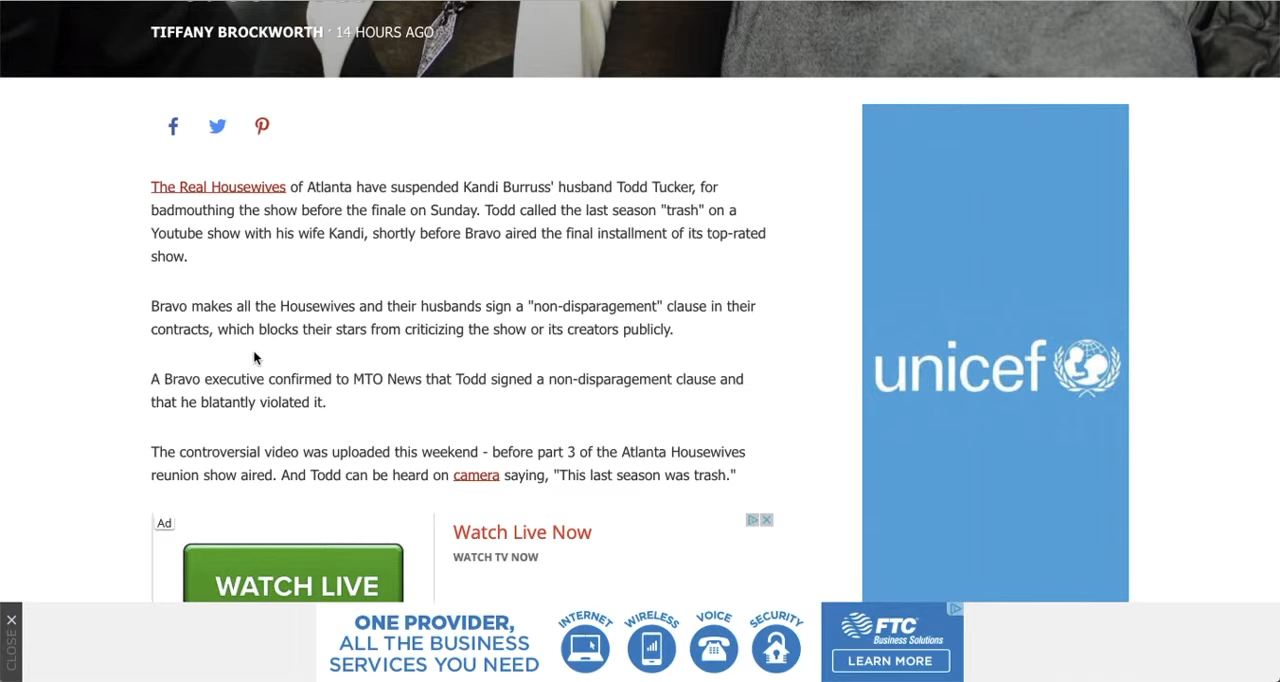 TIFFANY BROCKWORTH · 14 HOURS AGO
The Real Housewives of Atlanta have suspended Kandi Burruss' husband Todd Tucker, for
badmouthing the show before the finale on Sunday. Todd called the last season "trash" on a
Youtube show with his wife Kandi, shortly before Bravo aired the final installment of its top-rated
show.
Bravo makes all the Housewives and their husbands sign a "non-disparagement" clause in their
contracts, which blocks their stars from criticizing the show or its creators publicly.
A Bravo executive confirmed to MTO News that Todd signed a non-disparagement clause and
that he blatantly violated it.
The controversial video was uploaded this weekend - before part 3 of the Atlanta Housewives
reunion show aired. And Todd can be heard on camera saying, "This last season was trash."
unicef
Ad
WATCH LIVE
Watch Live Now
WATCH TV NOW
CLOSE X
ONE PROVIDER,
ALL THE BUSINESS
SERVICES YOU NEED
INTERNET
WIRELESS
VOICE
SECURITY
FTC
Business Solutions
LEARN MORE